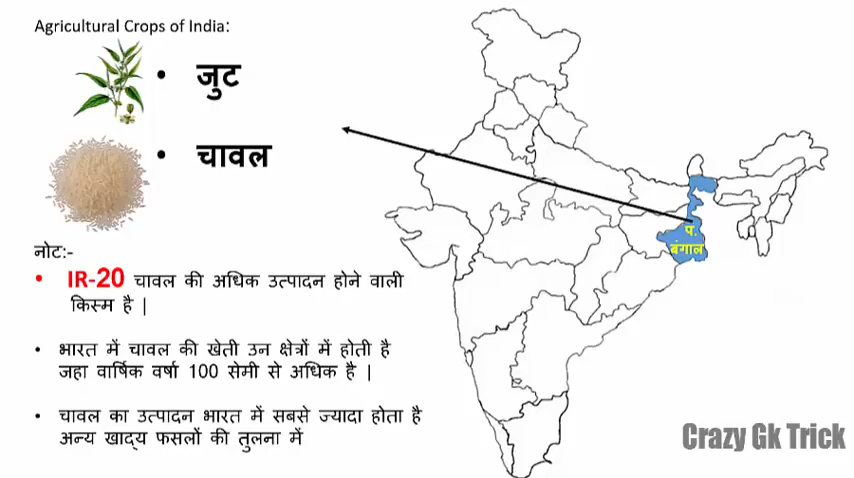 Agricultural Crops of India:
• जुट
• चावल
नोट:-
• IR-20 चावल की अधिक उत्पादन होने वाली
किस्म है |
• भारत में चावल की खेती उन क्षेत्रों में होती है
जहा वार्षिक वर्षा 100 सेमी से अधिक है |
• चावल का उत्पादन भारत में सबसे ज्यादा होता है
अन्य खाद्य फसलों की तुलना में
प.
बंगाल
Crazy Gk Trick